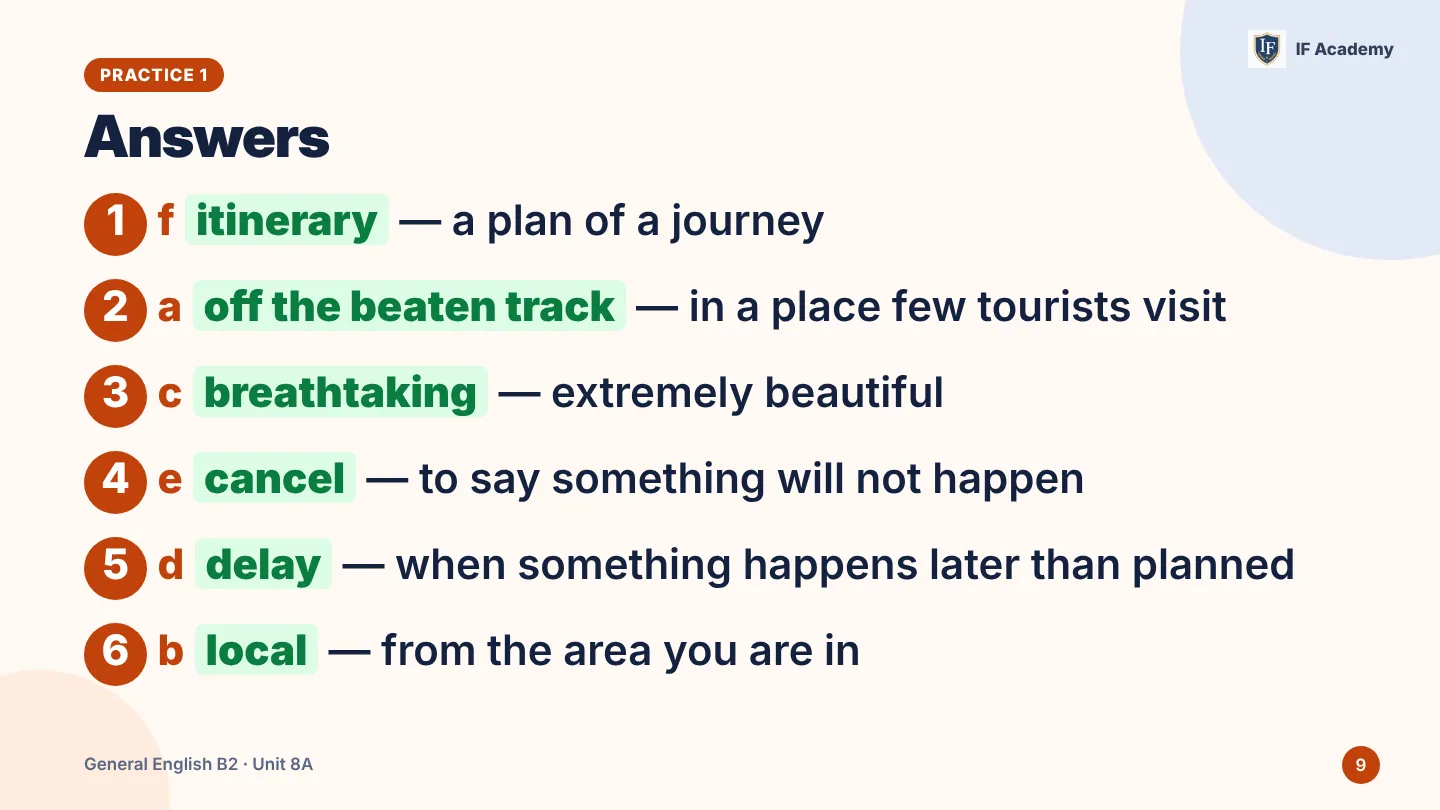 IF Academy
PRACTICE 1
Answers
1 f itinerary — a plan of a journey
2 a off the beaten track — in a place few tourists visit
3 c breathtaking — extremely beautiful
4 e cancel — to say something will not happen
5 d delay — when something happens later than planned
6 b local — from the area you are in
General English B2 · Unit 8A
9